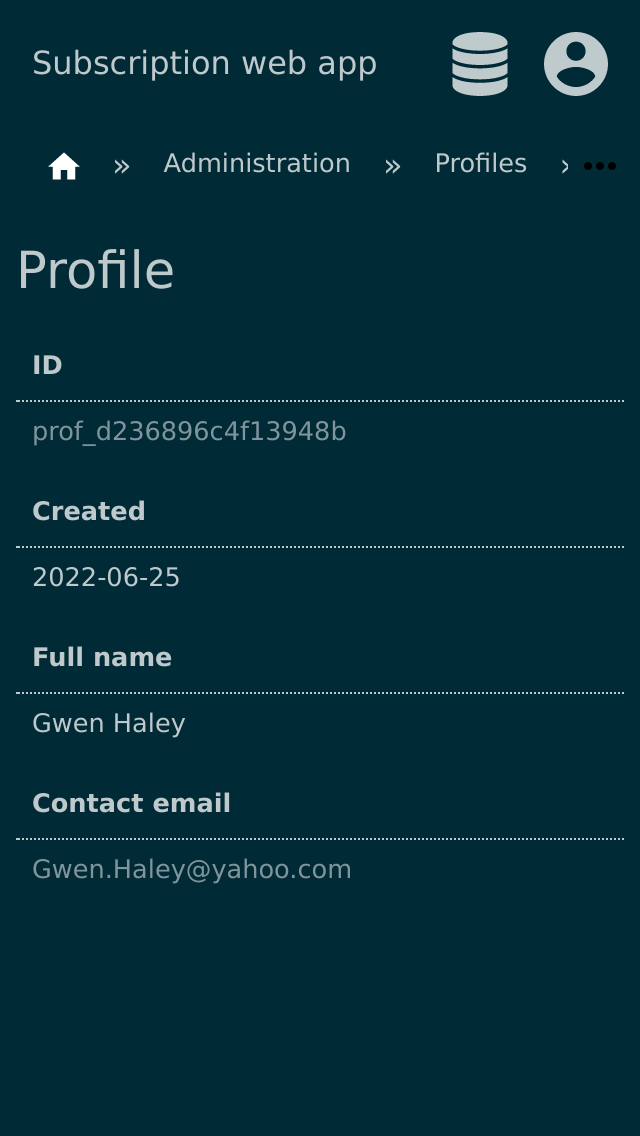 Subscription web app
» Administration » Profiles ›
Profile
ID
prof_d236896c4f13948b
Created
2022-06-25
Full name
Gwen Haley
Contact email
Gwen.Haley@yahoo.com